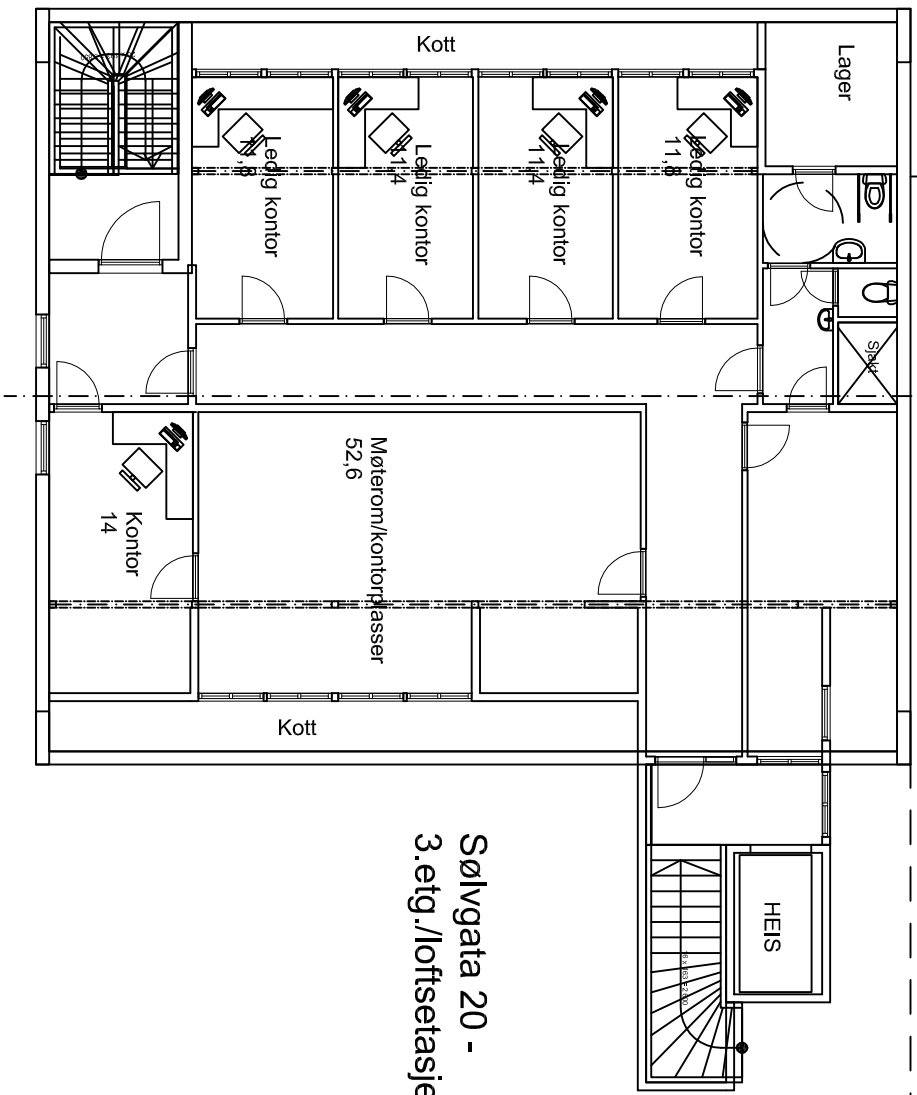 Kott
Lager
Ledig kontor
11,8
Ledig kontor
11,4
Ledig kontor
11,4
Ledig kontor
11,8
Sjakt
Møterom/kontorplasser
52,6
Kontor
14
Kott
HEIS
Sølvgata 20 -
3.etg./loftsetasje